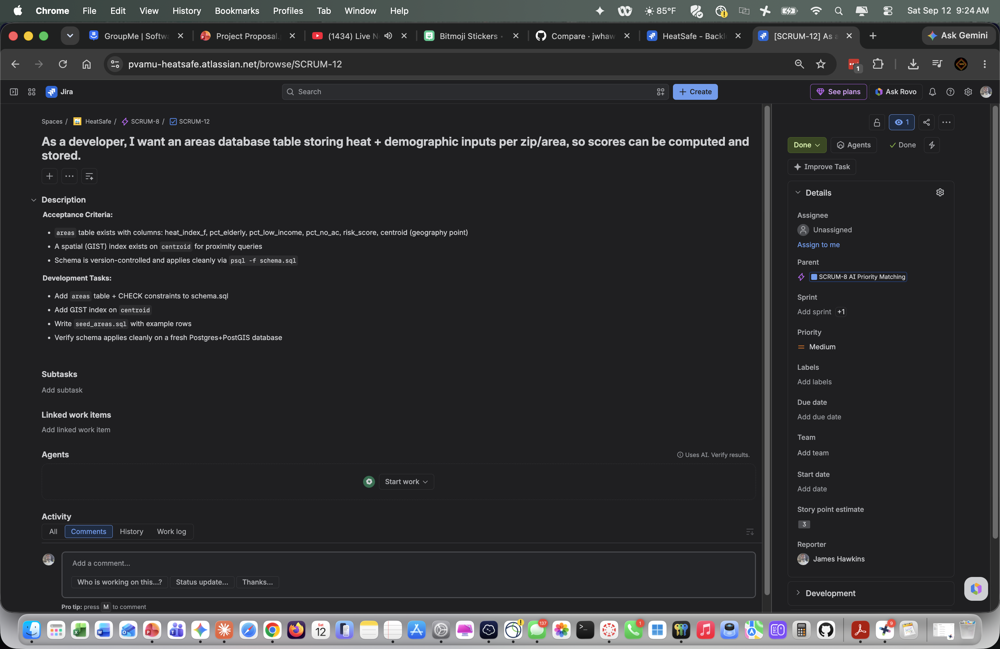 Chrome File Edit View History Bookmarks Profiles Tab Window Help 85°F Sat Sep 12 9:24 AM
GroupMe | Softwa Project Proposal. (1434) Live N Bitmoji Stickers Compare · jwhaw HeatSafe - Backl [SCRUM-12] As a Ask Gemini
pvamu-heatsafe.atlassian.net/browse/SCRUM-12 1
Jira Search + Create See plans Ask Rovo
Spaces / HeatSafe / SCRUM-8 / SCRUM-12
As a developer, I want an areas database table storing heat + demographic inputs per zip/area, so scores can be computed and
stored.
Description
Acceptance Criteria:
• areas table exists with columns: heat_index_f, pct_elderly, pct_low_income, pct_no_ac, risk_score, centroid (geography point)
• A spatial (GIST) index exists on centroid for proximity queries
• Schema is version-controlled and applies cleanly via psql -f schema.sql
Development Tasks:
• Add areas table + CHECK constraints to schema.sql
• Add GIST index on centroid
• Write seed_areas.sql with example rows
• Verify schema applies cleanly on a fresh Postgres+PostGIS database
Subtasks
Add subtask
Linked work items
Add linked work item
Agents
Uses AI. Verify results.
Start work
Activity
All Comments History Work log
Add a comment...
Who is working on this...? Status update... Thanks...
Pro tip: press M to comment
1
Done Agents Done
Improve Task
Details
Assignee
Unassigned
Assign to me
Parent
SCRUM-8 AI Priority Matching
Sprint
Add sprint +1
Priority
Medium
Labels
Add labels
Due date
Add due date
Team
Add team
Start date
Add date
Story point estimate
3
Reporter
James Hawkins
Development
Sat
12
137
1
9